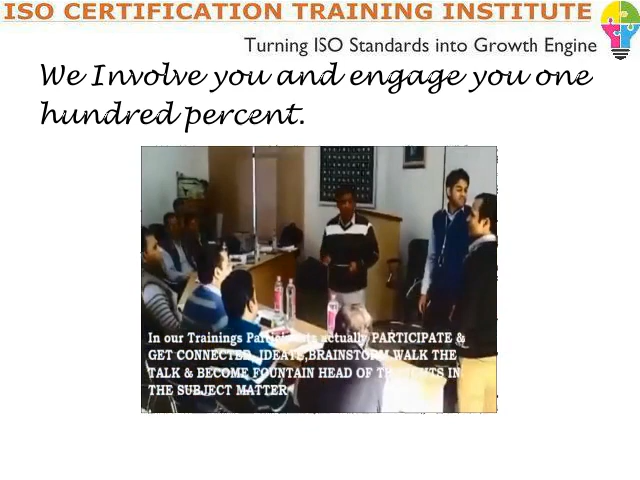 ISO CERTIFICATION TRAINING INSTITUTE
Turning ISO Standards into Growth Engine
We Involve you and engage you one
hundred percent.
In our Trainings Participants actually PARTICIPATE &
GET CONNECTED, IDEATE,BRAINSTORM WALK THE
TALK & BECOME FOUNTAIN HEAD OF IN
THE SUBJECT MATTER